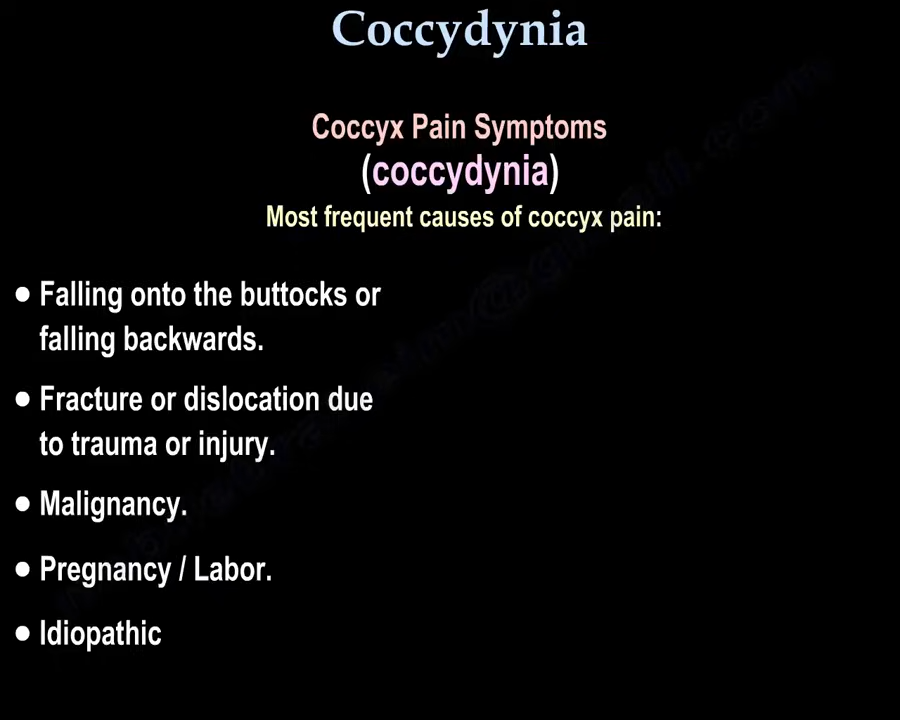 Coccydynia
Coccyx Pain Symptoms
(coccydynia)
Most frequent causes of coccyx pain:
● Falling onto the buttocks or
falling backwards.
● Fracture or dislocation due
to trauma or injury.
● Malignancy.
● Pregnancy / Labor.
● Idiopathic